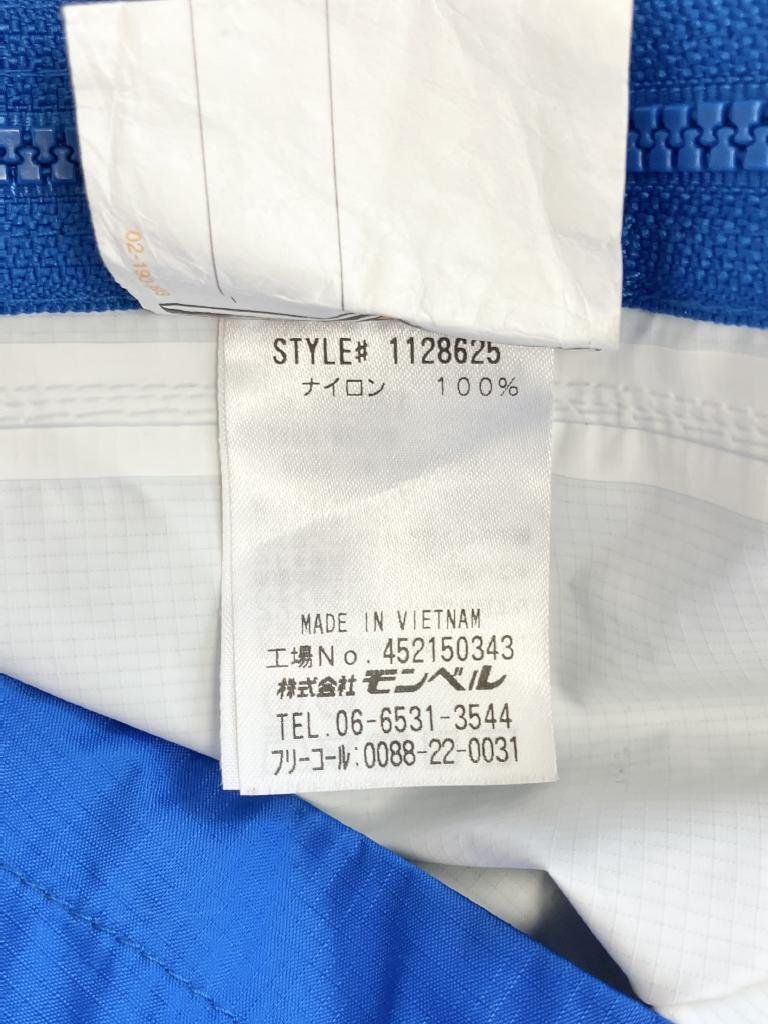 STYLE# 1128625
ナイロン 100%
MADE IN VIETNAM
工場No. 452150343
株式会社 モンベル
TEL.06-6531-3544
フリーコール:0088-22-0031